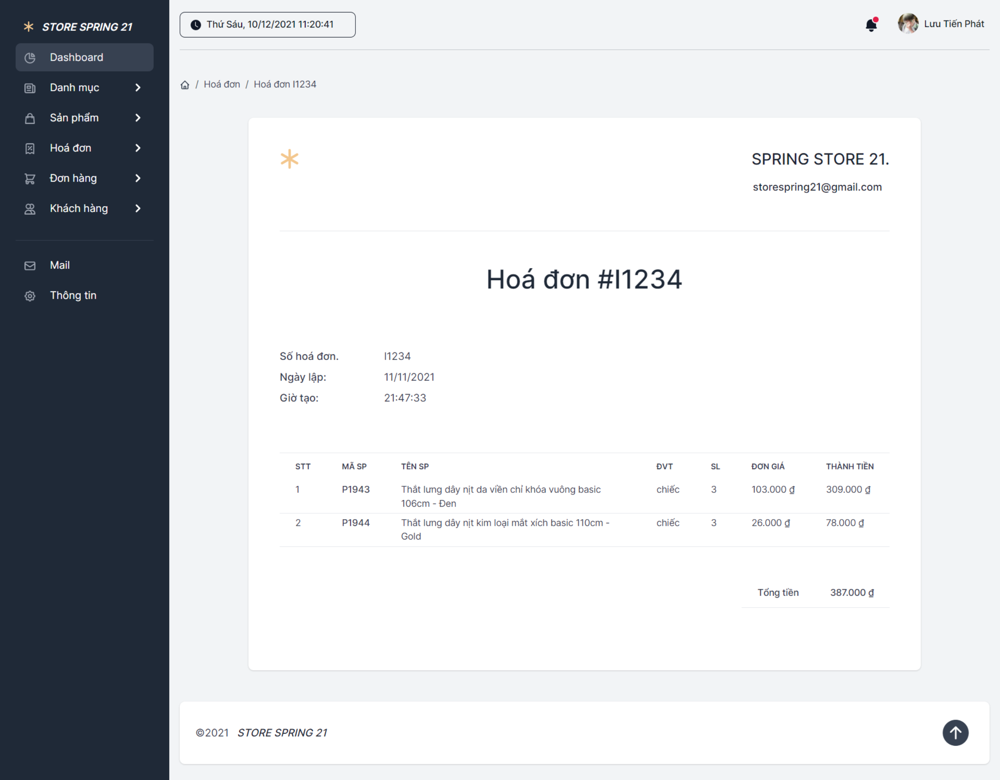 STORE SPRING 21
Dashboard
Danh mục
Sản phẩm
Hoá đơn
Đơn hàng
Khách hàng
Mail
Thông tin
Thứ Sáu, 10/12/2021 11:20:41
Lưu Tiến Phát
/ Hoá đơn / Hoá đơn I1234
SPRING STORE 21.
storespring21@gmail.com
Hoá đơn #I1234
Số hoá đơn. I1234
Ngày lập: 11/11/2021
Giờ tạo: 21:47:33
STT MÃ SP TÊN SP ĐVT SL ĐƠN GIÁ THÀNH TIỀN
1 P1943 Thắt lưng dây nịt da viền chỉ khóa vuông basic chiếc 3 103.000 ₫ 309.000 ₫
106cm - Đen
2 P1944 Thắt lưng dây nịt kim loại mắt xích basic 110cm - chiếc 3 26.000 ₫ 78.000 ₫
Gold
Tổng tiền 387.000 ₫
©2021 STORE SPRING 21